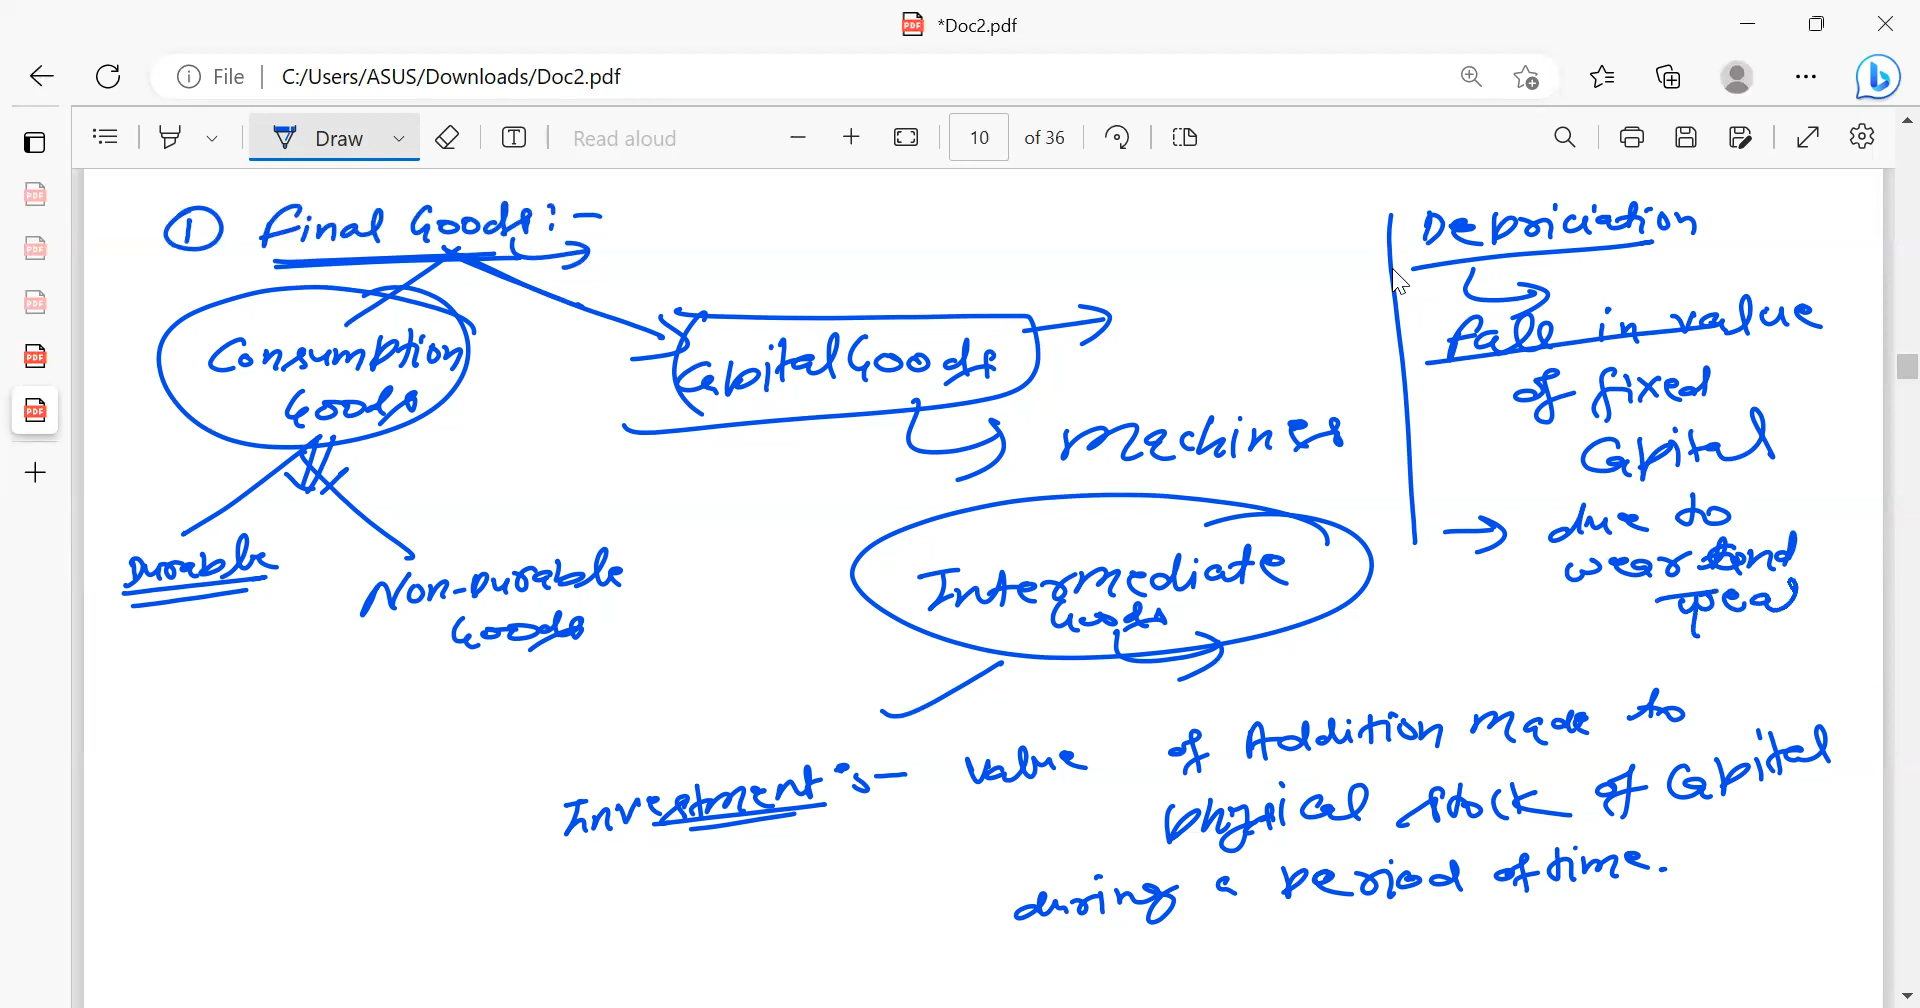 *Doc2.pdf
File
C:/Users/ASUS/Downloads/Doc2.pdf
Draw
Read aloud
10 of 36
① Final Goods :-
Consumption
Goods
Durable
Non-Durable
Goods
Capital Goods
Machines
Intermediate
Goods
Depriciation
fall in value
of fixed
Capital
due to
wear and
tear
Investment :- Value of Addition Made to
physical stock of Capital
during a period of time.